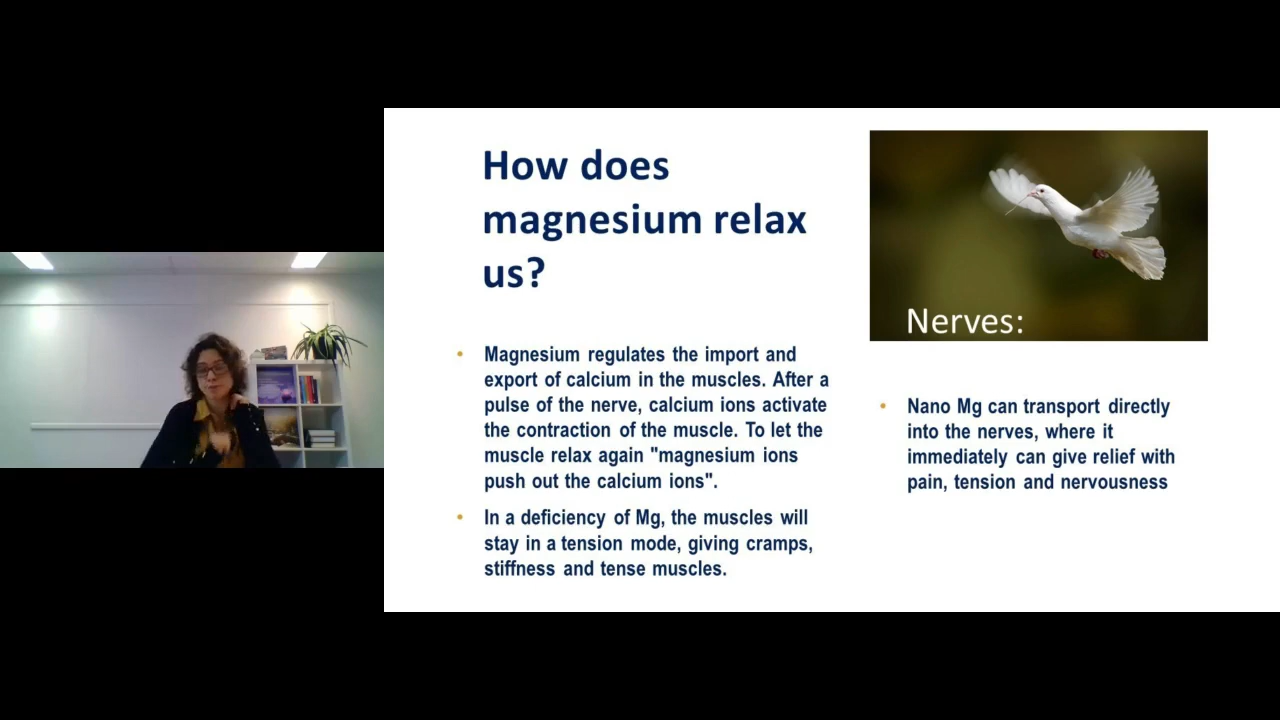 How does
magnesium relax
us?
Magnesium regulates the import and
export of calcium in the muscles. After a
pulse of the nerve, calcium ions activate
the contraction of the muscle. To let the
muscle relax again "magnesium ions
push out the calcium ions".
In a deficiency of Mg, the muscles will
stay in a tension mode, giving cramps,
stiffness and tense muscles.
Nerves:
Nano Mg can transport directly
into the nerves, where it
immediately can give relief with
pain, tension and nervousness